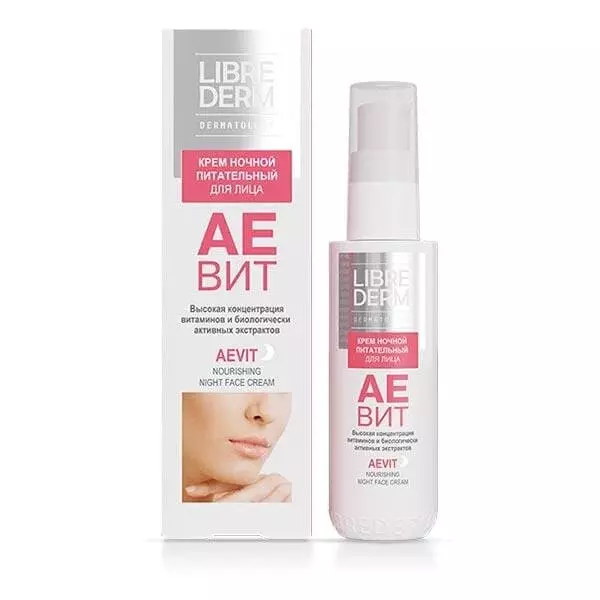 LIBRE
DERM
DERMATOLOGY
КРЕМ НОЧНОЙ
ПИТАТЕЛЬНЫЙ
ДЛЯ ЛИЦА
АЕ
ВИТ
Высокая концентрация
витаминов и биологически
активных экстрактов
AEVIT
NOURISHING
NIGHT FACE CREAM
LIBRE
DERM
КРЕМ НОЧНОЙ
ПИТАТЕЛЬНЫЙ
ДЛЯ ЛИЦА
АЕ
ВИТ
Высокая концентрация
витаминов и биологически
активных экстрактов
AEVIT
NOURISHING
NIGHT FACE CREAM